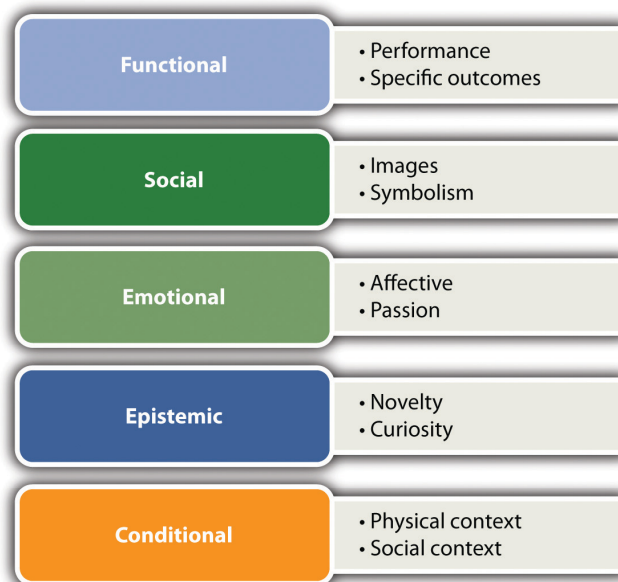 Functional
• Performance
• Specific outcomes
Social
• Images
• Symbolism
Emotional
• Affective
• Passion
Epistemic
• Novelty
• Curiosity
Conditional
• Physical context
• Social context